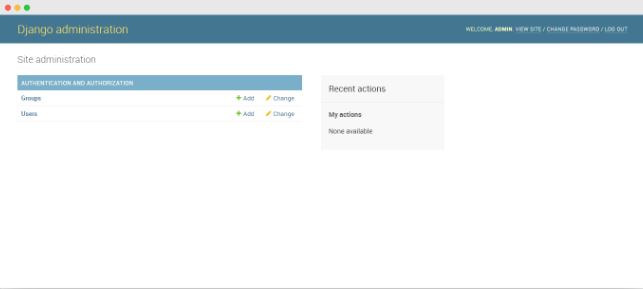 Django administration
WELCOME, ADMIN. VIEW SITE / CHANGE PASSWORD / LOG OUT
Site administration
AUTHENTICATION AND AUTHORIZATION
Groups + Add Change
Users + Add Change
Recent actions
My actions
None available